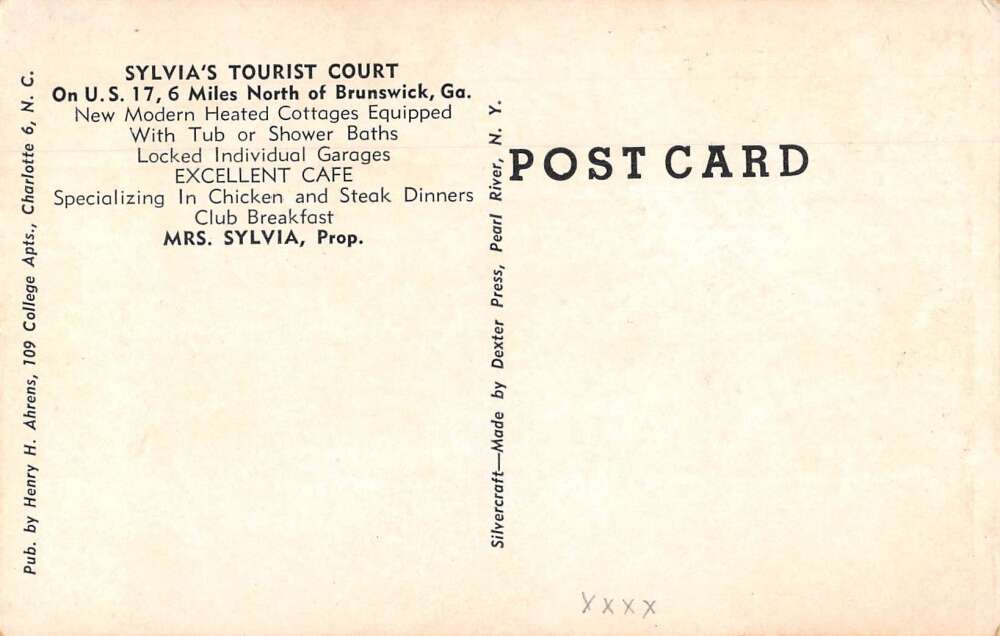 Pub. by Henry H. Ahrens, 109 College Apts., Charlotte 6, N. C.
SYLVIA'S TOURIST COURT
On U. S. 17, 6 Miles North of Brunswick, Ga.
New Modern Heated Cottages Equipped
With Tub or Shower Baths
Locked Individual Garages
EXCELLENT CAFE
Specializing In Chicken and Steak Dinners
Club Breakfast
MRS. SYLVIA, Prop.
Silvercraft—Made by Dexter Press, Pearl River, N. Y.
POST CARD
XXXX